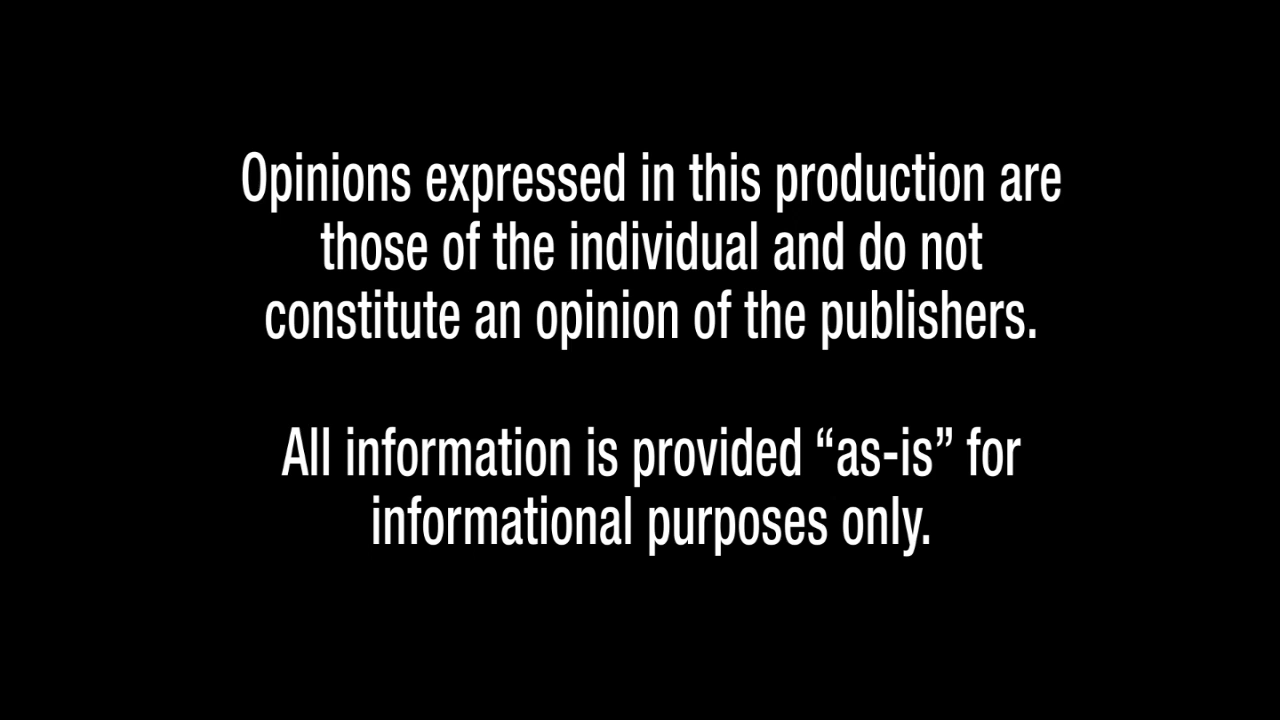 Opinions expressed in this production are
those of the individual and do not
constitute an opinion of the publishers.
All information is provided “as-is” for
informational purposes only.